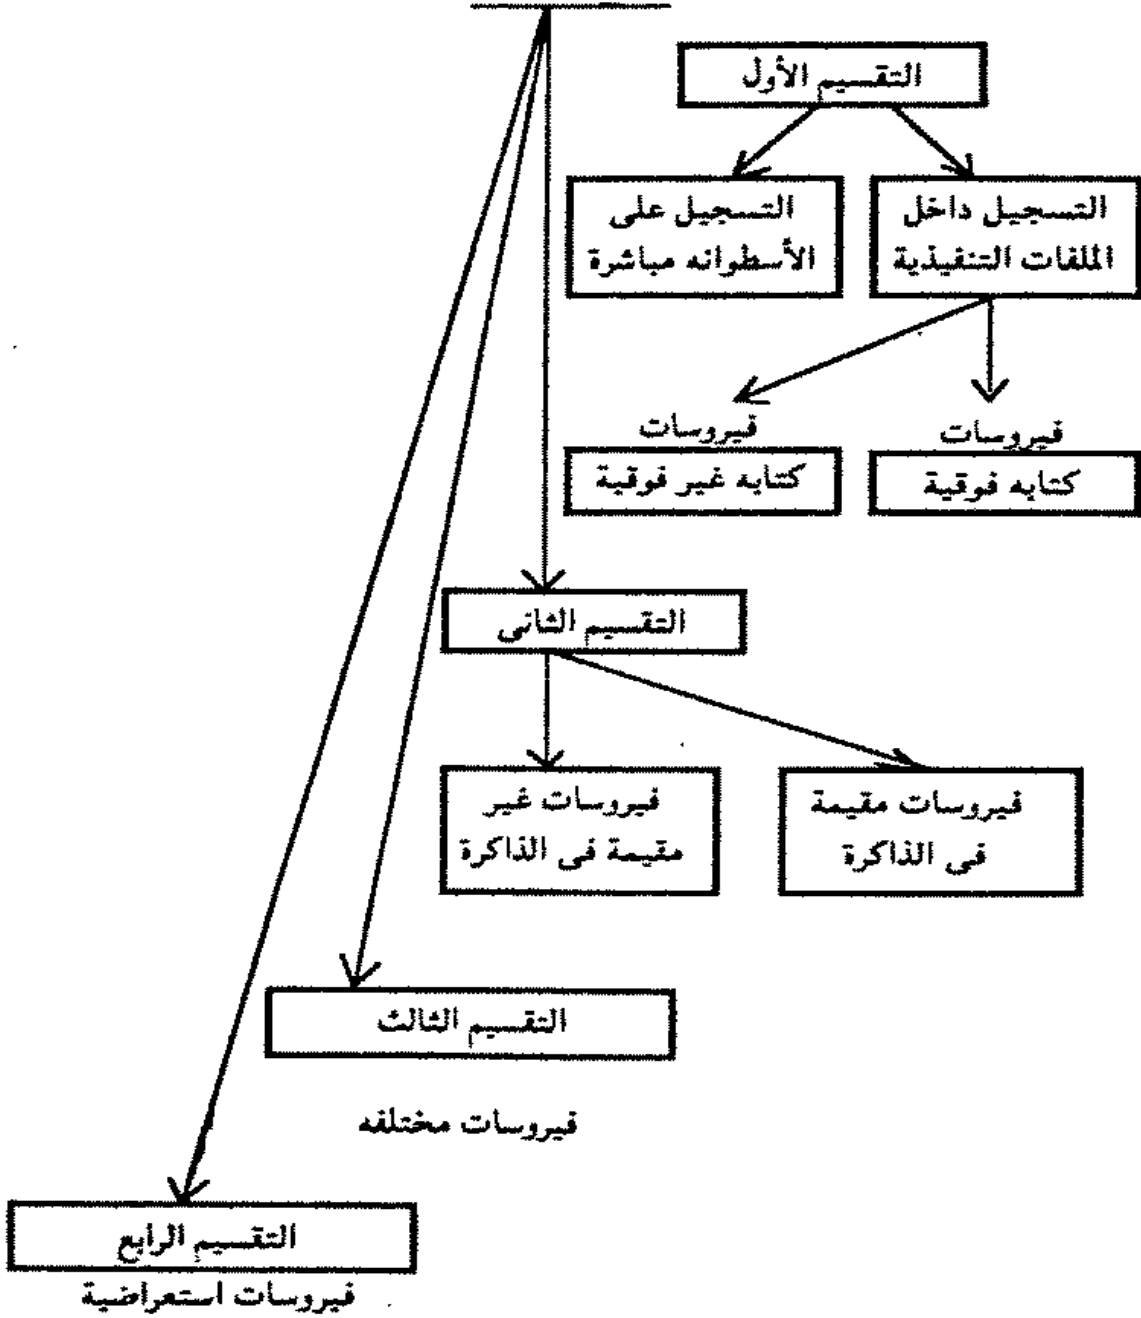 التقسيم الأول
التسجيل داخل
الملفات التنفيذية
التسجيل على
الأسطوانه مباشرة
فيروسات
كتابه فوقية
فيروسات
كتابه غير فوقية
التقسيم الثانى
فيروسات مقيمة
فى الذاكرة
فيروسات غير
مقيمة فى الذاكرة
التقسيم الثالث
فيروسات مختلفه
التقسيم الرابع
فيروسات استعراضية